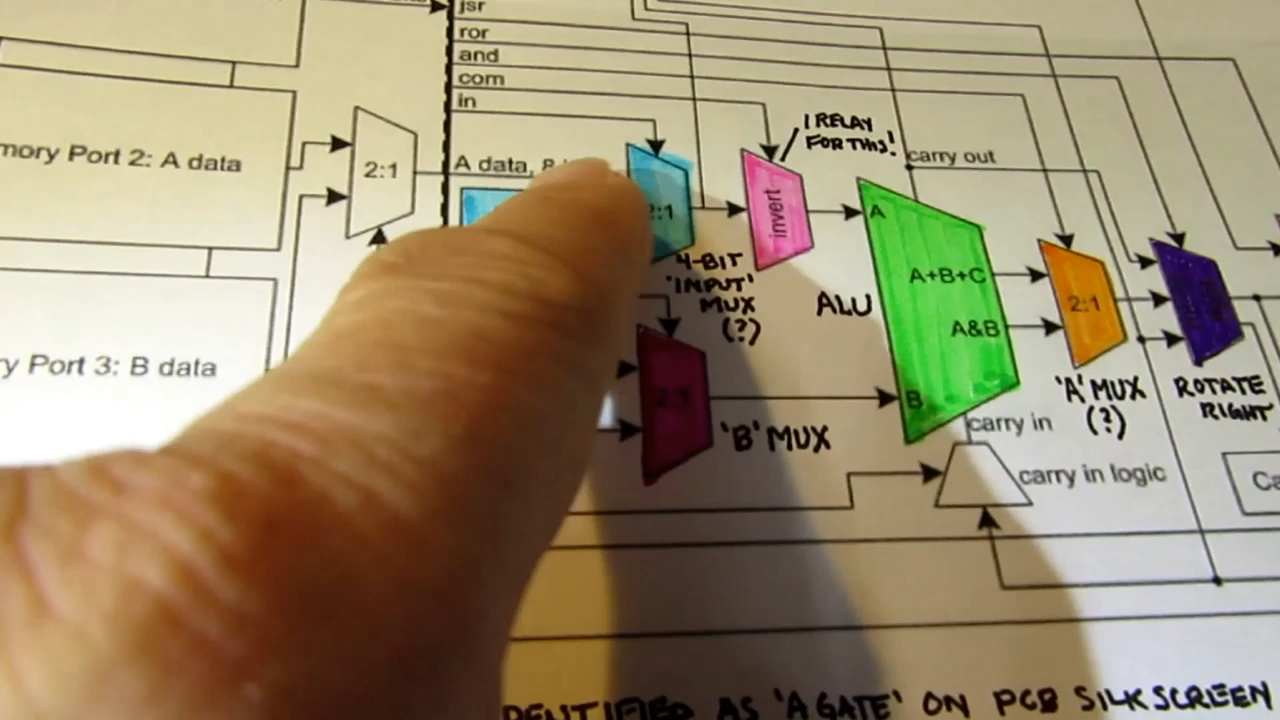 jsr
ror
and
com
in
1 RELAY
FOR THIS!
carry out
mory Port 2: A data
2:1
A data, 8
2:1
invert
A
4-BIT
'INPUT'
MUX
(?)
ALU
A+B+C
A&B
2:1
B
y Port 3: B data
'B' MUX
'A' MUX
(?)
ROTATE
RIGHT
carry in
carry in logic
Ca
DENTIFIED AS 'A GATE' ON PCB SILKSCREEN